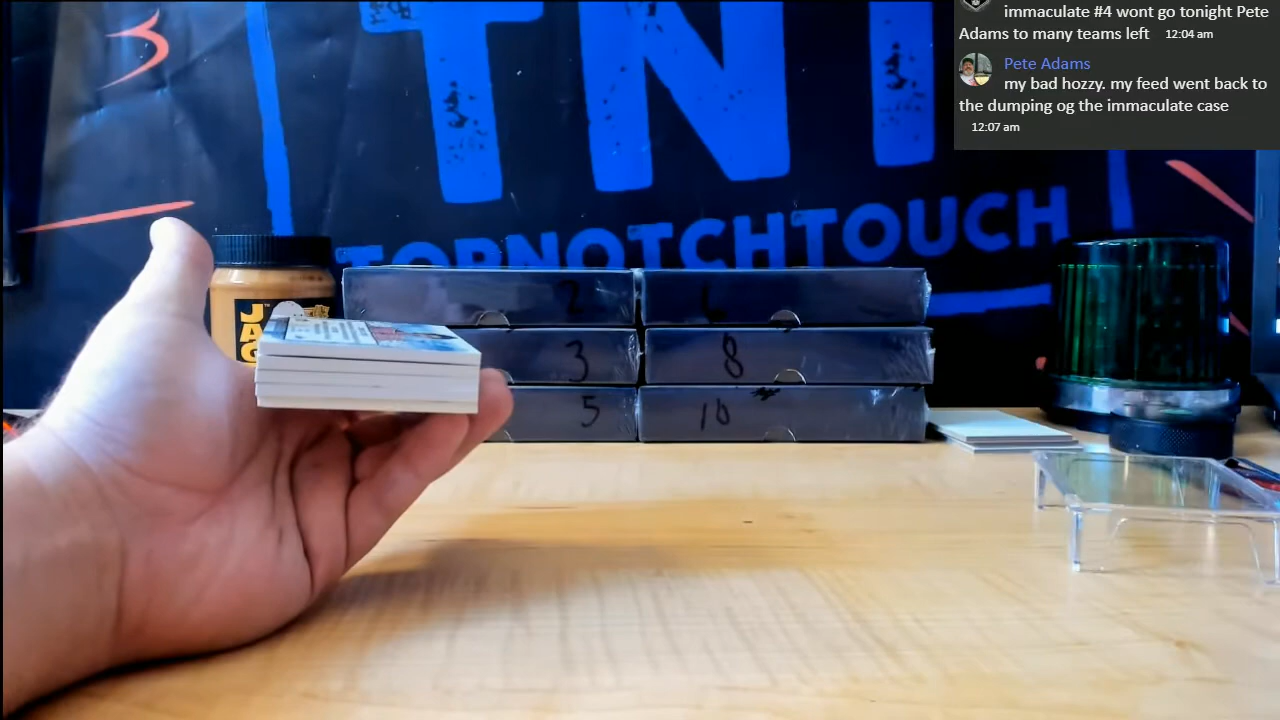 immaculate #4 wont go tonight Pete
Adams to many teams left 12:04 am
Pete Adams
my bad hozzy. my feed went back to
the dumping og the immaculate case
12:07 am
TNT
TOPNOTCHTOUCH
2
6
3
8
5
10